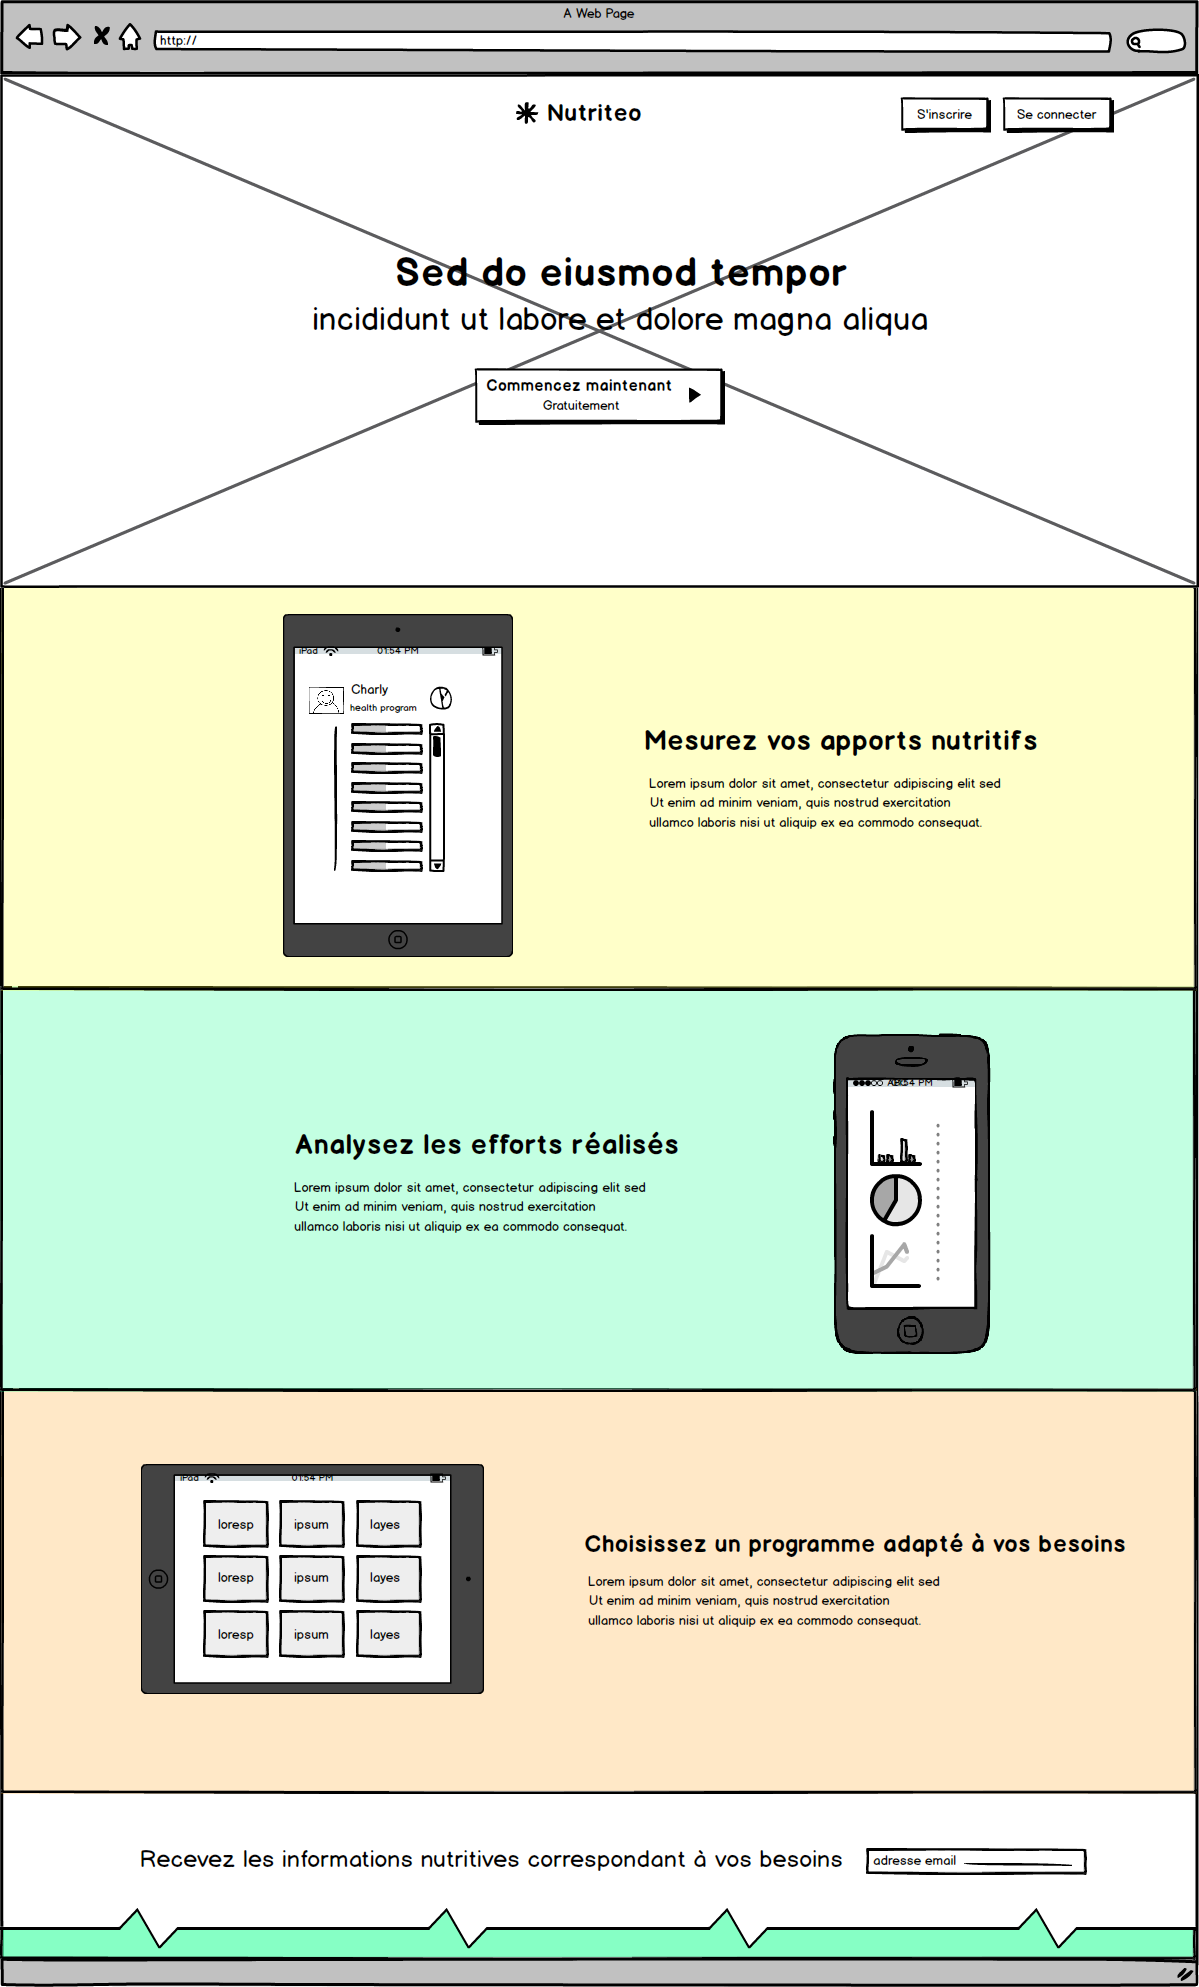 A Web Page
http://
Nutriteo
S'inscrire
Se connecter
Sed do eiusmod tempor
incididunt ut labore et dolore magna aliqua
Commencez maintenant
Gratuitement
iPad 01:54 PM
Charly
health program
Mesurez vos apports nutritifs
Lorem ipsum dolor sit amet, consectetur adipiscing elit sed
Ut enim ad minim veniam, quis nostrud exercitation
ullamco laboris nisi ut aliquip ex ea commodo consequat.
54 PM
Analysez les efforts réalisés
Lorem ipsum dolor sit amet, consectetur adipiscing elit sed
Ut enim ad minim veniam, quis nostrud exercitation
ullamco laboris nisi ut aliquip ex ea commodo consequat.
iPad 01:54 PM
loresp ipsum layes
loresp ipsum layes
loresp ipsum layes
Choisissez un programme adapté à vos besoins
Lorem ipsum dolor sit amet, consectetur adipiscing elit sed
Ut enim ad minim veniam, quis nostrud exercitation
ullamco laboris nisi ut aliquip ex ea commodo consequat.
Recevez les informations nutritives correspondant à vos besoins
adresse email